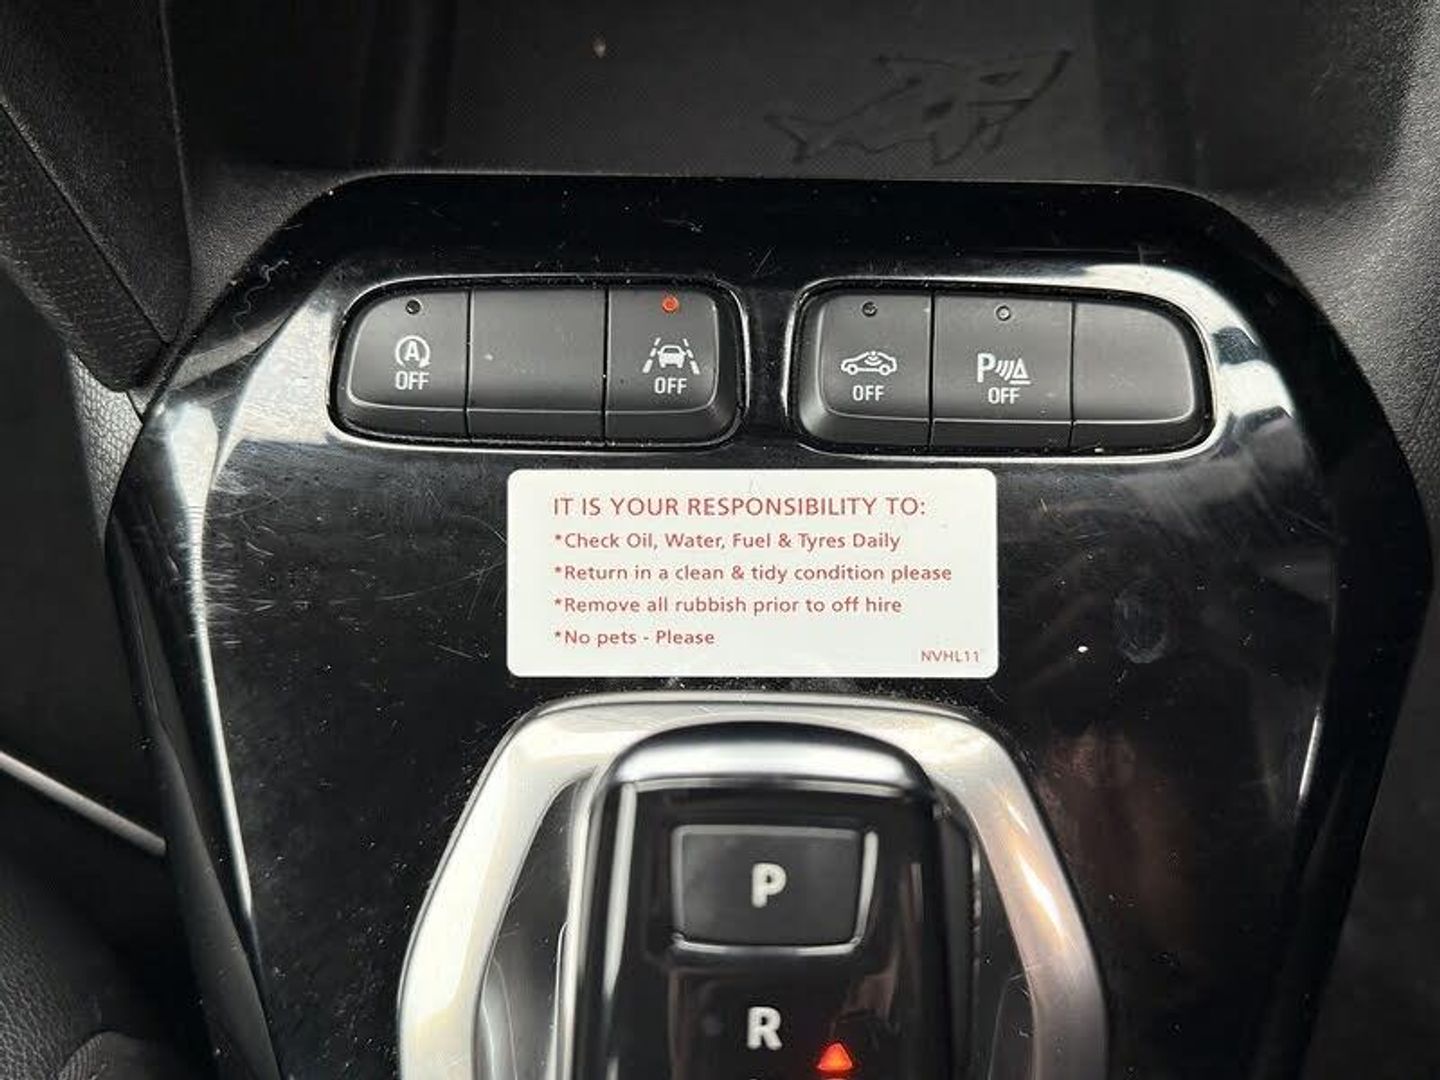 A
OFF
OFF
OFF
P
OFF
IT IS YOUR RESPONSIBILITY TO:
*Check Oil, Water, Fuel & Tyres Daily
*Return in a clean & tidy condition please
*Remove all rubbish prior to off hire
*No pets - Please
NVHL11
P
R